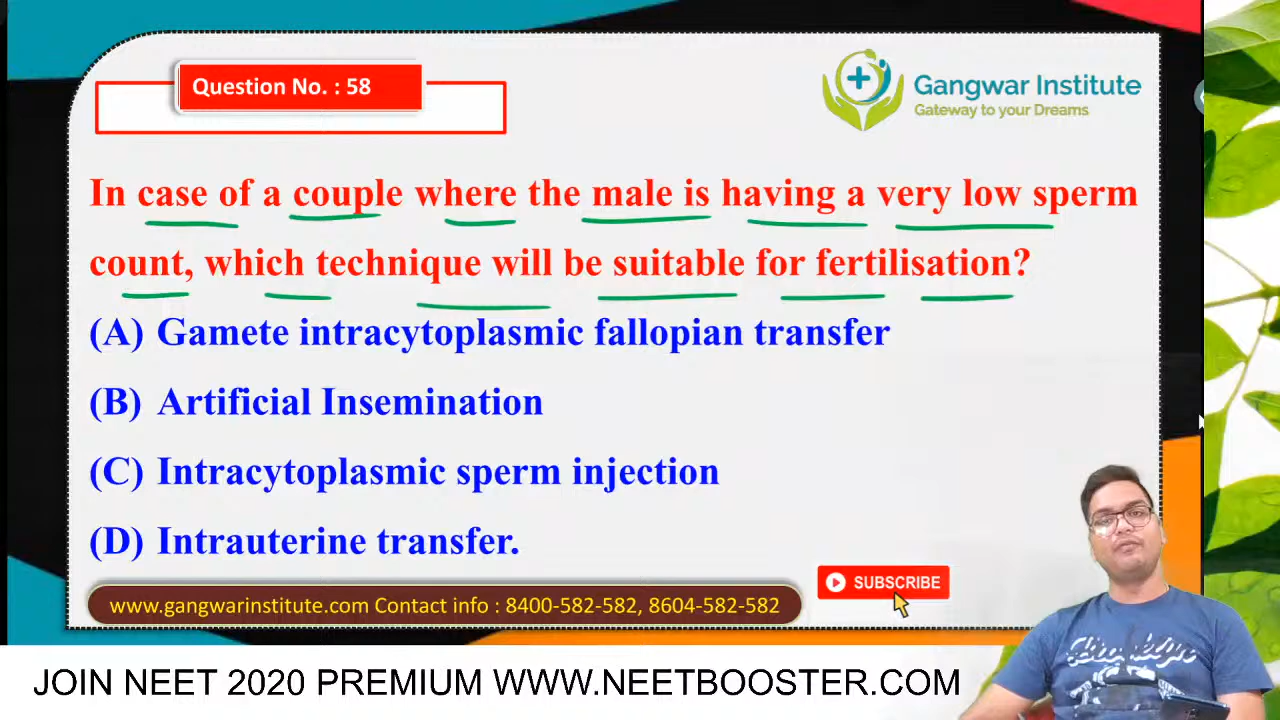 Question No. : 58
Gangwar Institute
Gateway to your Dreams
In case of a couple where the male is having a very low sperm
count, which technique will be suitable for fertilisation?
(A) Gamete intracytoplasmic fallopian transfer
(B) Artificial Insemination
(C) Intracytoplasmic sperm injection
(D) Intrauterine transfer.
www.gangwarinstitute.com Contact info : 8400-582-582, 8604-582-582
SUBSCRIBE
JOIN NEET 2020 PREMIUM WWW.NEETBOOSTER.COM